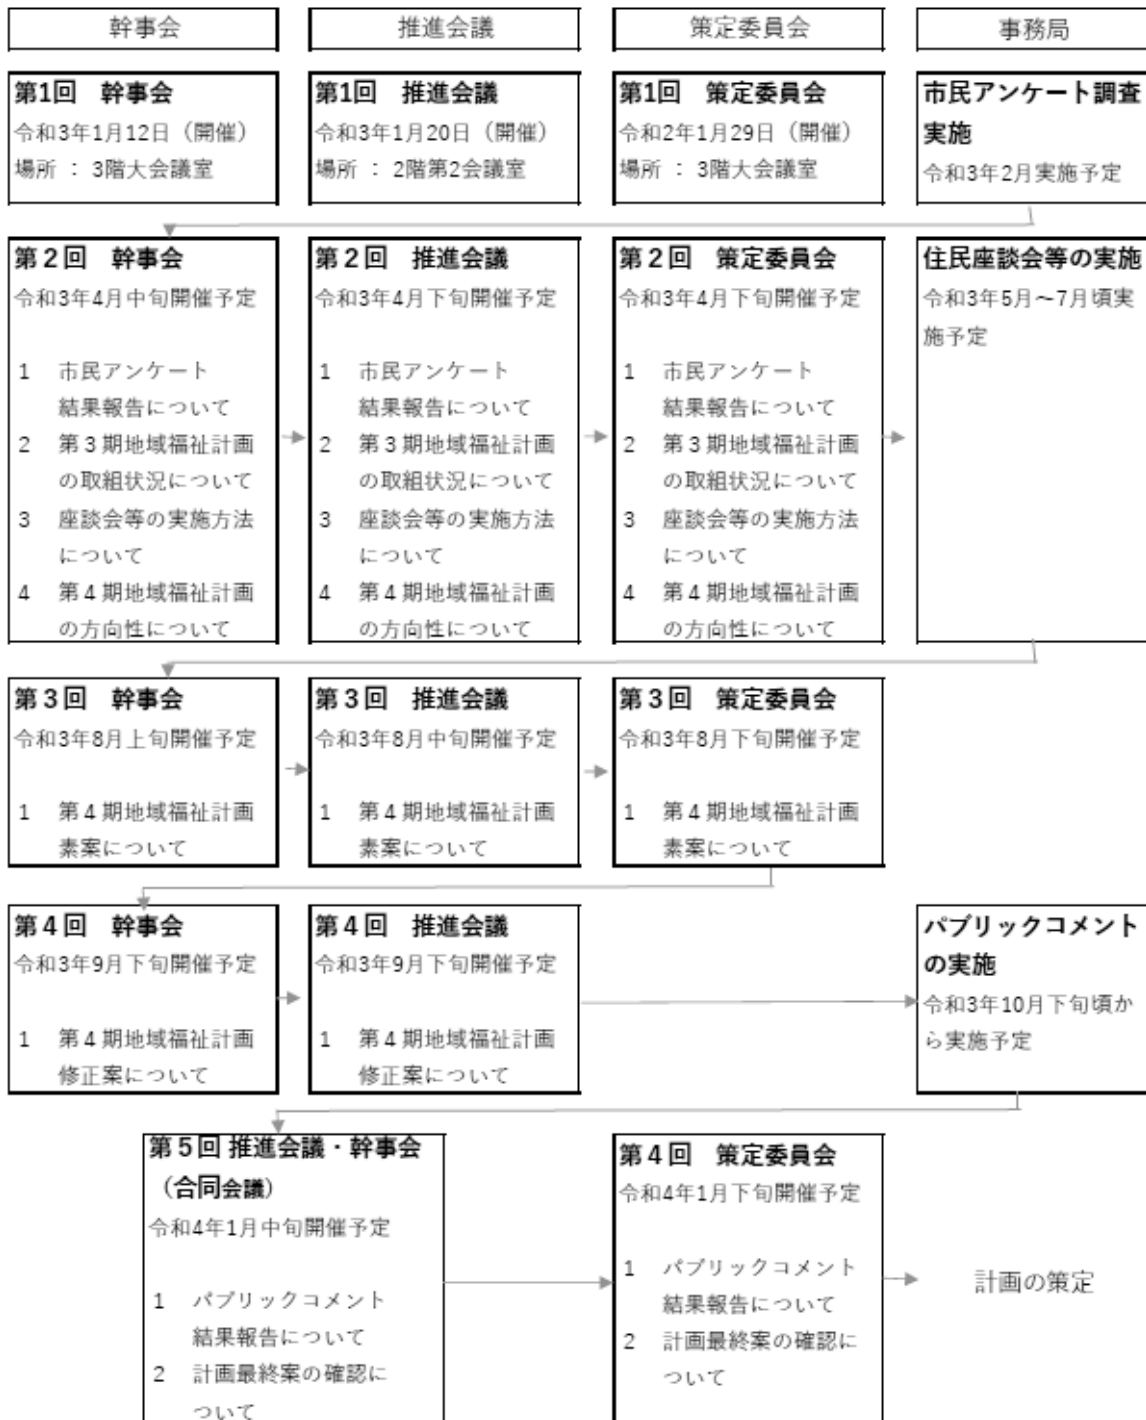 幹事会
推進会議
策定委員会
事務局
第1回　幹事会
令和3年1月12日（開催）
場所 ： 3階大会議室
第1回　推進会議
令和3年1月20日（開催）
場所 ： 2階第2会議室
第1回　策定委員会
令和2年1月29日（開催）
場所 ： 3階大会議室
市民アンケート調査
実施
令和3年2月実施予定
第２回　幹事会
令和3年4月中旬開催予定
1　市民アンケート
結果報告について
2　第３期地域福祉計画
の取組状況について
3　座談会等の実施方法
について
4　第４期地域福祉計画
の方向性について
第２回　推進会議
令和3年4月下旬開催予定
1　市民アンケート
結果報告について
2　第３期地域福祉計画
の取組状況について
3　座談会等の実施方法
について
4　第４期地域福祉計画
の方向性について
第２回　策定委員会
令和3年4月下旬開催予定
1　市民アンケート
結果報告について
2　第３期地域福祉計画
の取組状況について
3　座談会等の実施方法
について
4　第４期地域福祉計画
の方向性について
住民座談会等の実施
令和3年5月～7月頃実
施予定
第３回　幹事会
令和3年8月上旬開催予定
1　第４期地域福祉計画
素案について
第３回　推進会議
令和3年8月中旬開催予定
1　第４期地域福祉計画
素案について
第３回　策定委員会
令和3年8月下旬開催予定
1　第４期地域福祉計画
素案について
第４回　幹事会
令和3年9月下旬開催予定
1　第４期地域福祉計画
修正案について
第４回　推進会議
令和3年9月下旬開催予定
1　第４期地域福祉計画
修正案について
パブリックコメント
の実施
令和3年10月下旬頃か
ら実施予定
第５回 推進会議・幹事会
（合同会議）
令和4年1月中旬開催予定
1　パブリックコメント
結果報告について
2　計画最終案の確認に
ついて
第４回　策定委員会
令和4年1月下旬開催予定
1　パブリックコメント
結果報告について
2　計画最終案の確認に
ついて
計画の策定